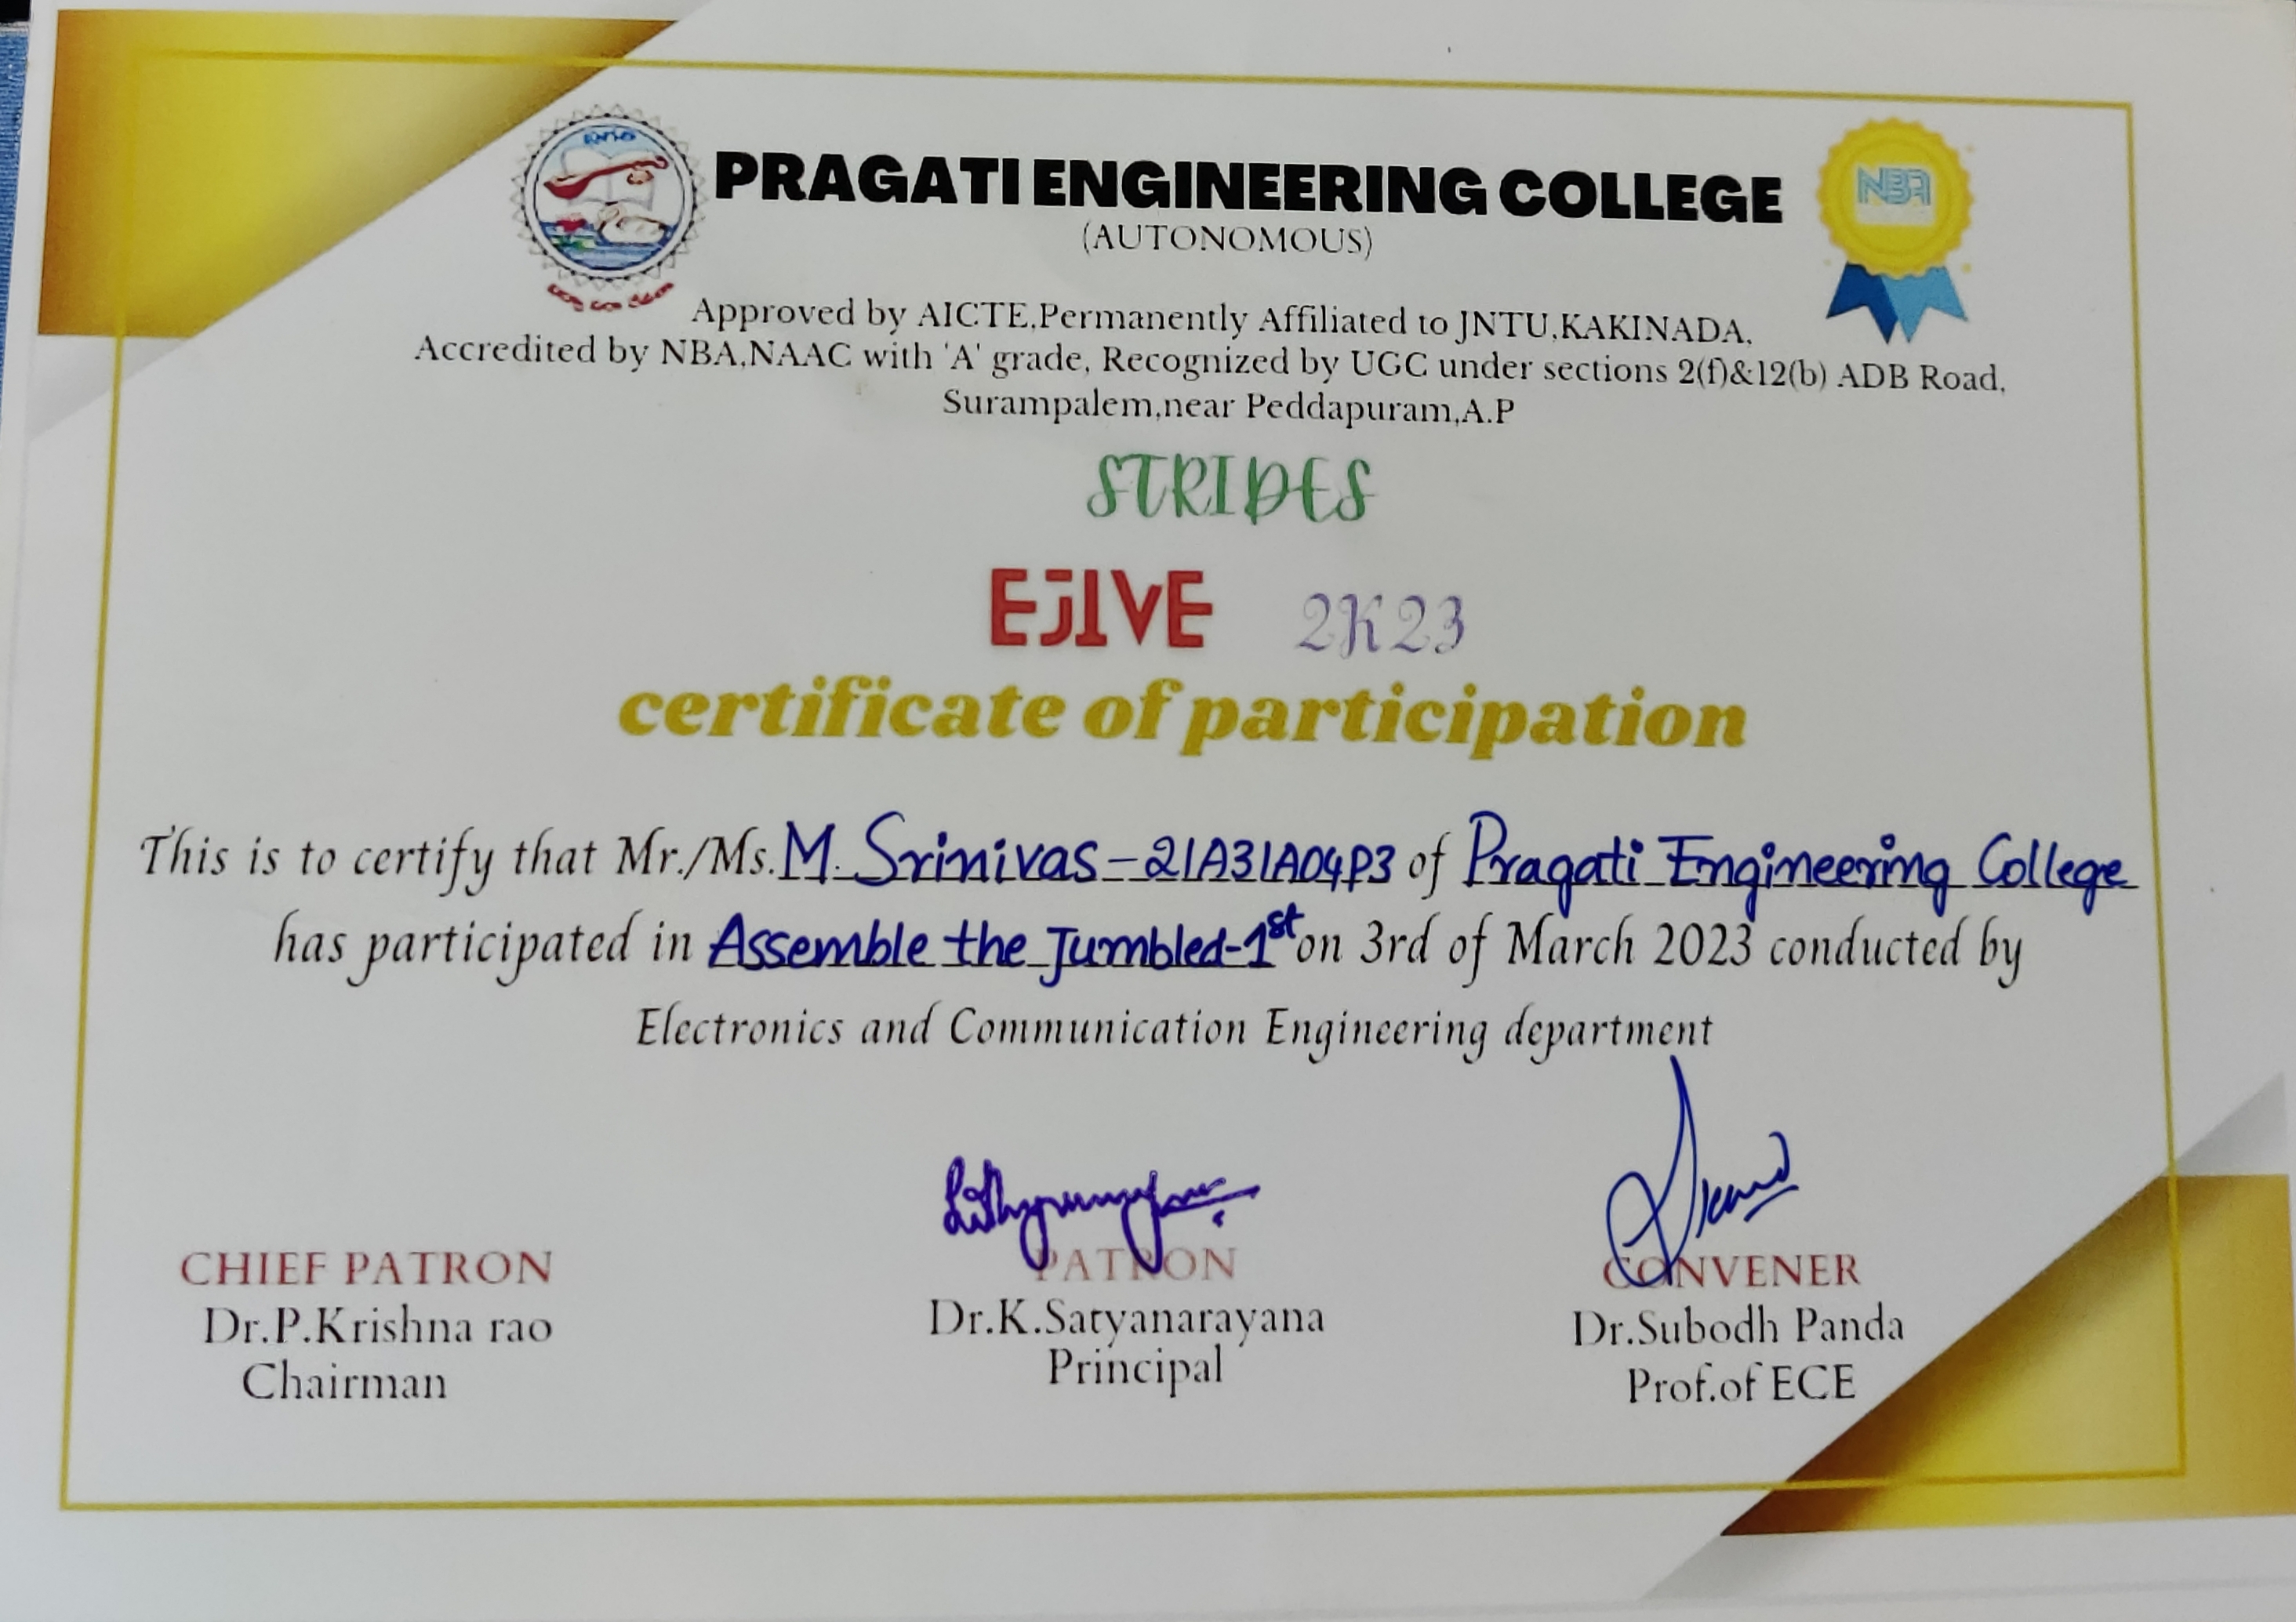 PRAGATI ENGINEERING COLLEGE
NBA
(AUTONOMOUS)
Approved by AICTE,Permanently Affiliated to JNTU,KAKINADA,
Accredited by NBA,NAAC with 'A' grade, Recognized by UGC under sections 2(f)&12(b) ADB Road,
Surampalem,near Peddapuram,A.P
STRIDES
EJIVE 2K23
certificate of participation
This is to certify that Mr./Ms. M. Srinivas-21A31A04P3 of Pragati Engineering College
has participated in Assemble the Jumbled-1st on 3rd of March 2023 conducted by
Electronics and Communication Engineering department
CHIEF PATRON
Dr.P.Krishna rao
Chairman
PATRON
Dr.K.Satyanarayana
Principal
CONVENER
Dr.Subodh Panda
Prof.of ECE